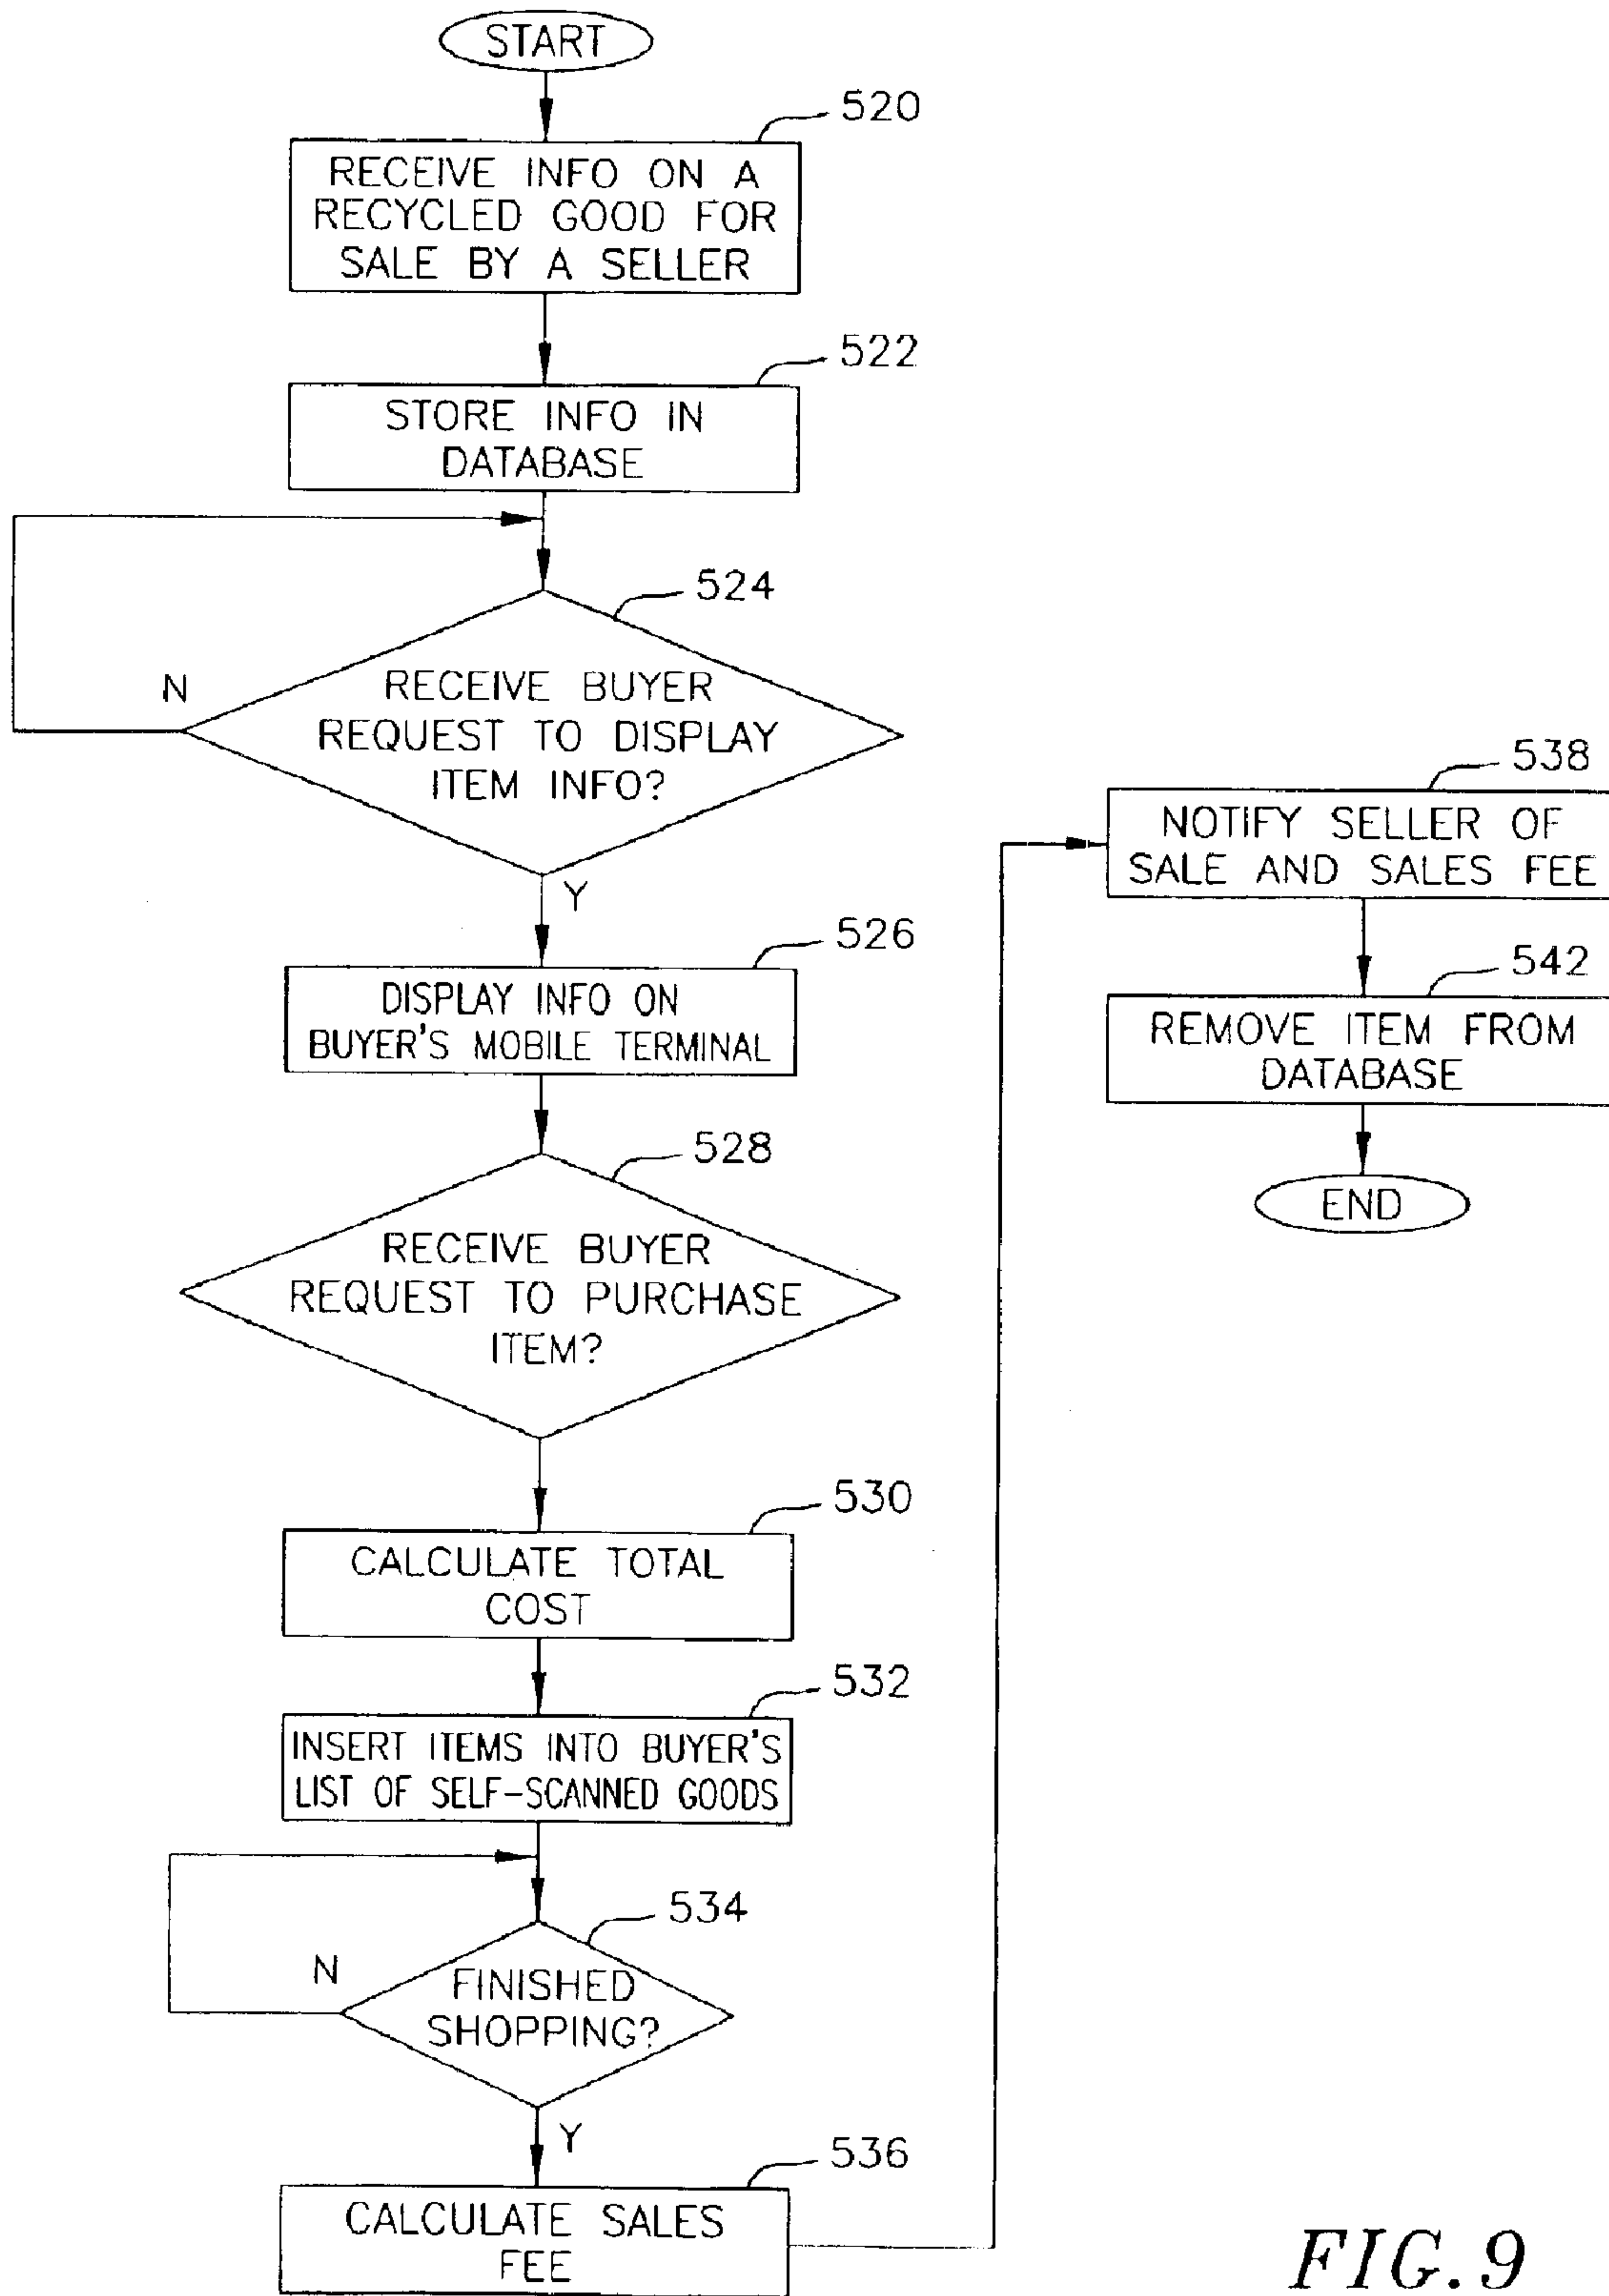 START
520
RECEIVE INFO ON A
RECYCLED GOOD FOR
SALE BY A SELLER
522
STORE INFO IN
DATABASE
524
N
RECEIVE BUYER
REQUEST TO DISPLAY
ITEM INFO?
Y
526
DISPLAY INFO ON
BUYER'S MOBILE TERMINAL
528
RECEIVE BUYER
REQUEST TO PURCHASE
ITEM?
530
CALCULATE TOTAL
COST
532
INSERT ITEMS INTO BUYER'S
LIST OF SELF-SCANNED GOODS
534
N
FINISHED
SHOPPING?
Y
536
CALCULATE SALES
FEE
538
NOTIFY SELLER OF
SALE AND SALES FEE
542
REMOVE ITEM FROM
DATABASE
END
FIG.9